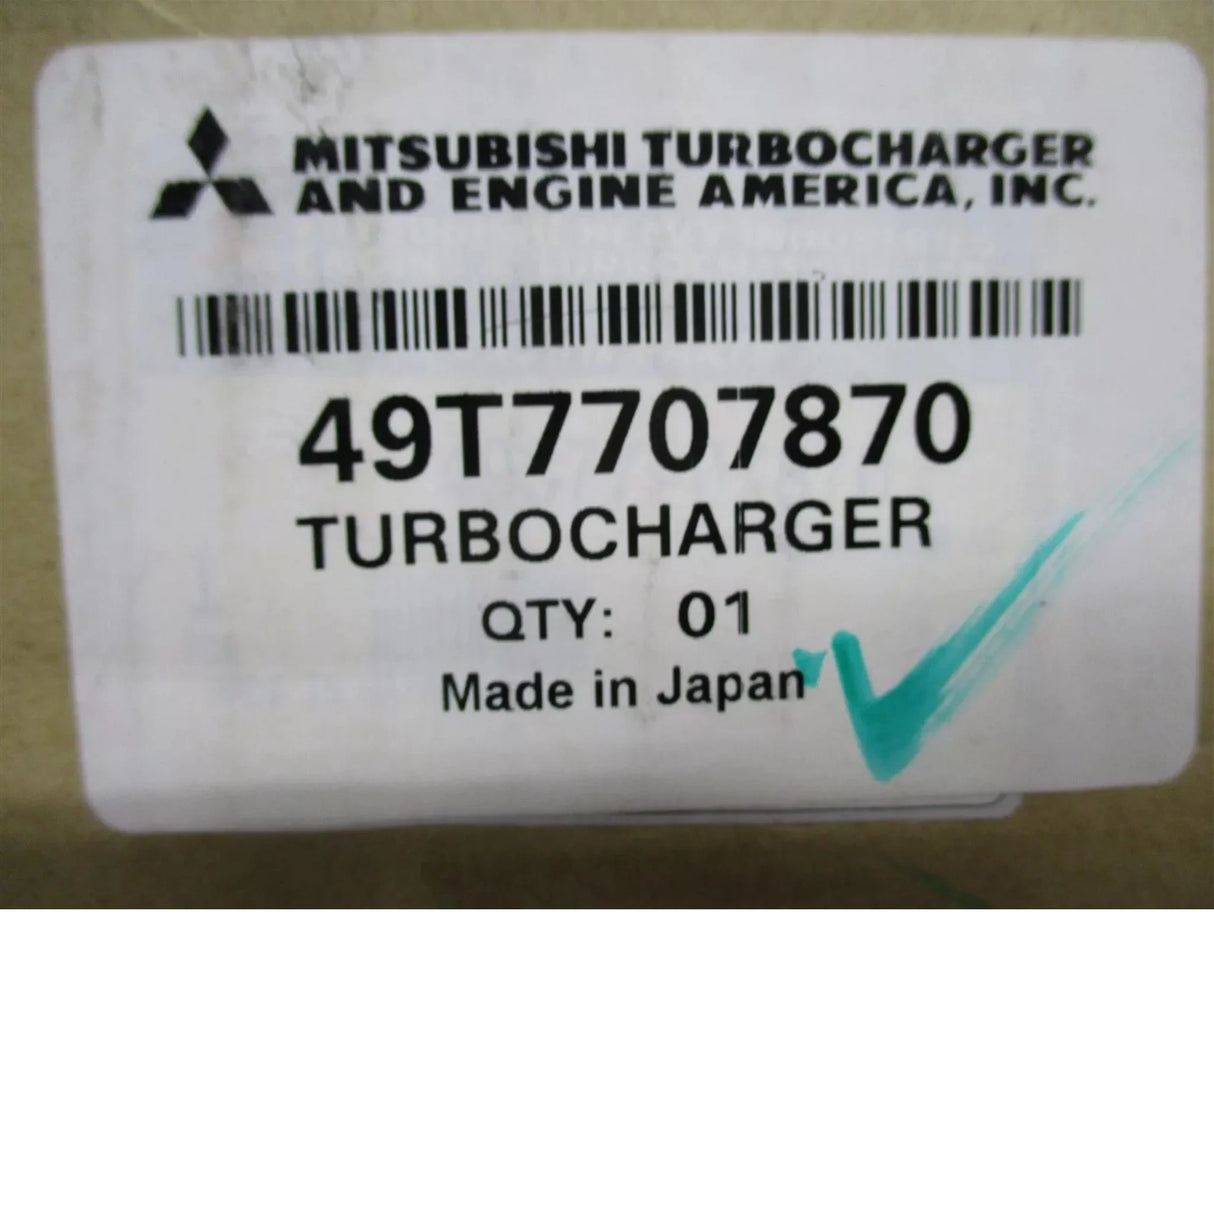 MITSUBISHI TURBOCHARGER
AND ENGINE AMERICA, INC.
49T7707870
TURBOCHARGER
QTY: 01
Made in Japan